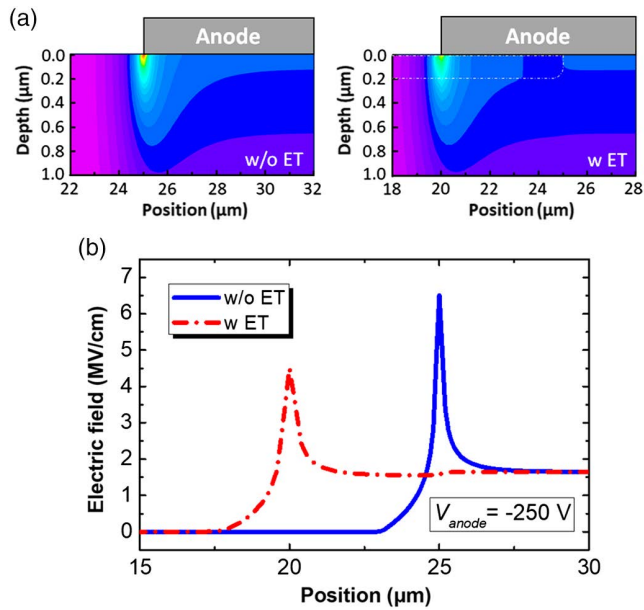 (a)
Anode
Depth (µm)
0.0
0.2
0.4
0.6
0.8
1.0
w/o ET
22 24 26 28 30 32
Position (µm)
Anode
Depth (µm)
0.0
0.2
0.4
0.6
0.8
1.0
w ET
18 20 22 24 26 28
Position (µm)
(b)
Electric field (MV/cm)
7
6
5
4
3
2
1
0
w/o ET
w ET
Vanode = -250 V
15 20 25 30
Position (µm)